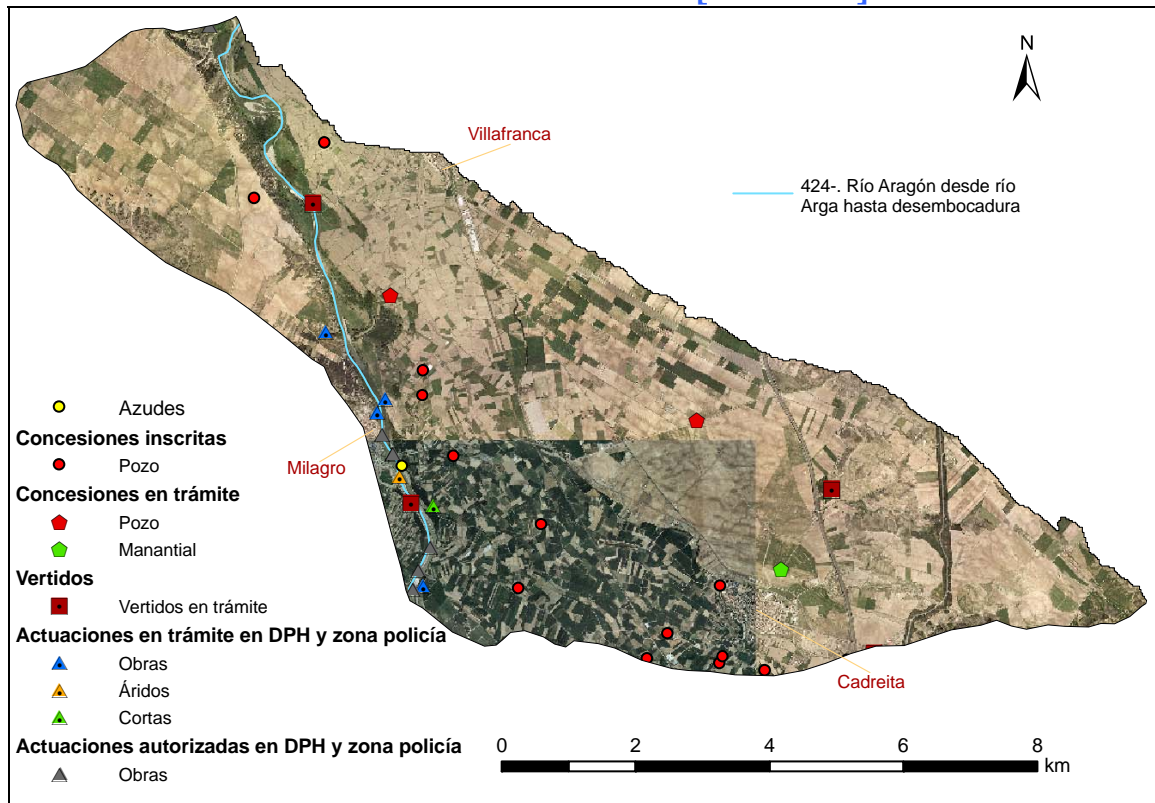 N
Villafranca
424-. Río Aragón desde río
Arga hasta desembocadura
Milagro
Cadreita
Azudes
Concesiones inscritas
Pozo
Concesiones en trámite
Pozo
Manantial
Vertidos
Vertidos en trámite
Actuaciones en trámite en DPH y zona policía
Obras
Áridos
Cortas
Actuaciones autorizadas en DPH y zona policía
Obras
0 2 4 6 8
km